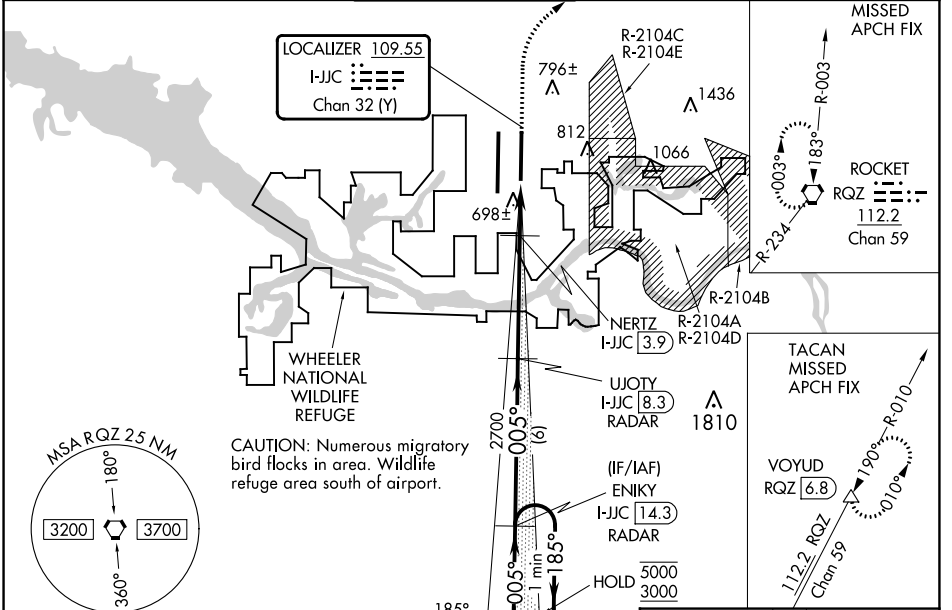 LOCALIZER 109.55
I-JJC
Chan 32 (Y)
R-2104C
R-2104E
796±
1436
812
1066
698±
MISSED
APCH FIX
R-003
003°
183°
ROCKET
RQZ
112.2
Chan 59
R-234
R-2104B
R-2104A
R-2104D
NERTZ
I-JJC 3.9
UJOTY
I-JJC 8.3
RADAR
1810
WHEELER
NATIONAL
WILDLIFE
REFUGE
2700
005°
(6)
CAUTION: Numerous migratory
bird flocks in area. Wildlife
refuge area south of airport.
(IF/IAF)
ENIKY
I-JJC 14.3
RADAR
HOLD 5000
3000
005°
1 min
185°
185°
MSA RQZ 25 NM
180°
3200
3700
360°
TACAN
MISSED
APCH FIX
R-010
190°
010°
VOYUD
RQZ 6.8
112.2 RQZ
Chan 59